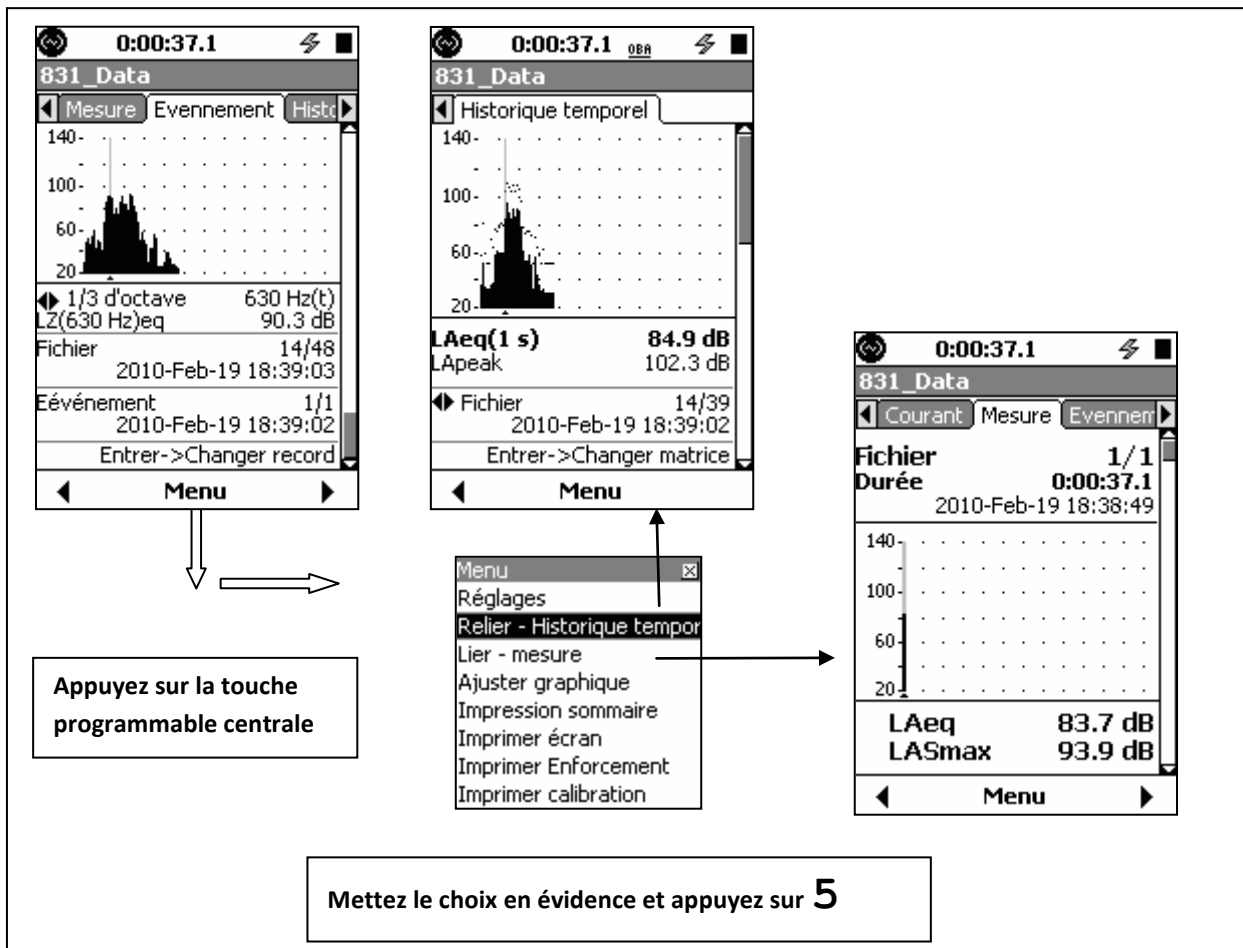 0:00:37.1
831_Data
Mesure Evennement Histo
140
100
60
20
1/3 d'octave 630 Hz(t)
LZ(630 Hz)eq 90.3 dB
Fichier 14/48
2010-Feb-19 18:39:03
Eévénement 1/1
2010-Feb-19 18:39:02
Entrer->Changer record
Menu
Appuyez sur la touche
programmable centrale
0:00:37.1 OBA
831_Data
Historique temporel
140
100
60
20
LAeq(1 s) 84.9 dB
LApeak 102.3 dB
Fichier 14/39
2010-Feb-19 18:39:02
Entrer->Changer matrice
Menu
Menu
Réglages
Relier - Historique tempor
Lier - mesure
Ajuster graphique
Impression sommaire
Imprimer écran
Imprimer Enforcement
Imprimer calibration
0:00:37.1
831_Data
Courant Mesure Evennem
Fichier 1/1
Durée 0:00:37.1
2010-Feb-19 18:38:49
140
100
60
20
LAeq 83.7 dB
LASmax 93.9 dB
Menu
Mettez le choix en évidence et appuyez sur 5